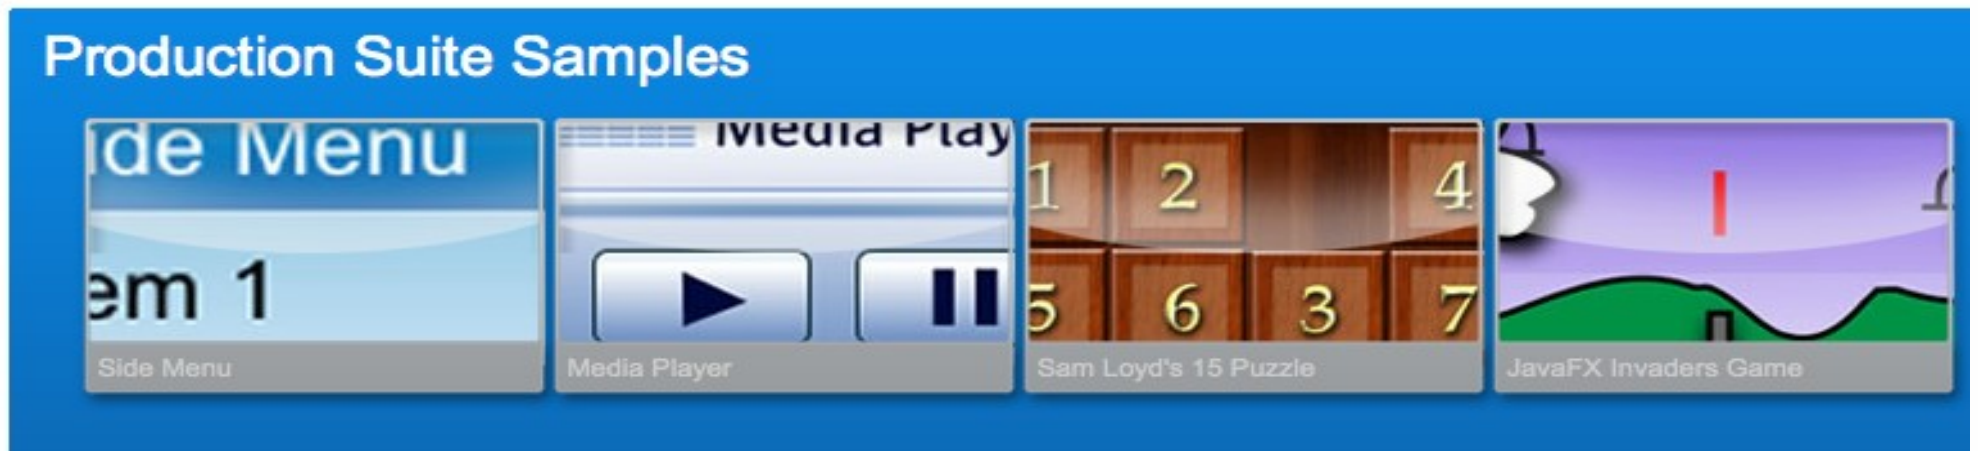 Production Suite Samples
ide Menu
em 1
Side Menu
Media Play
Media Player
1 2 4
5 6 3 7
Sam Loyd's 15 Puzzle
JavaFX Invaders Game